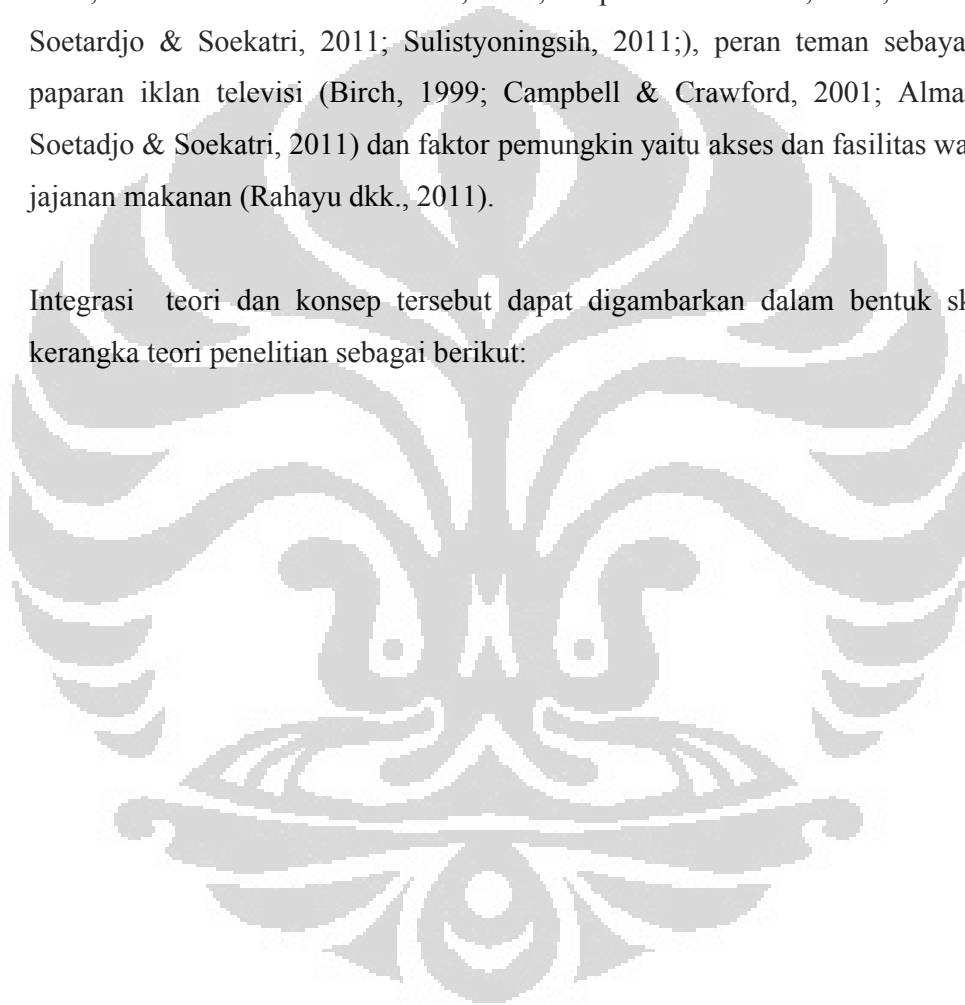 Soetardjo & Soekatri, 2011; Sulistyoningsih, 2011;), peran teman sebaya
paparan iklan televisi (Birch, 1999; Campbell & Crawford, 2001;
Soetadjo & Soekatri, 2011) dan faktor pemungkin yaitu akses dan fasilitas
jajanan makanan (Rahayu dkk., 2011).
Integrasi teori dan konsep tersebut dapat digambarkan dalam bentuk
kerangka teori penelitian sebagai berikut: